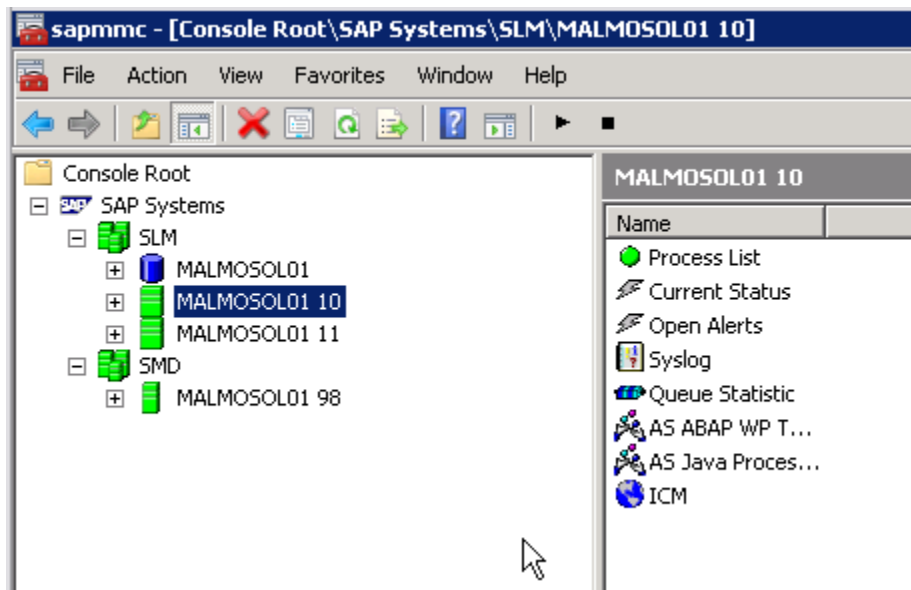 sapmmc - [Console Root\SAP Systems\SLM\MALMOSOL01 10]
File Action View Favorites Window Help
Console Root
SAP Systems
SLM
MALMOSOL01
MALMOSOL01 10
MALMOSOL01 11
SMD
MALMOSOL01 98
MALMOSOL01 10
Name
Process List
Current Status
Open Alerts
Syslog
Queue Statistic
AS ABAP WP T...
AS Java Proces...
ICM